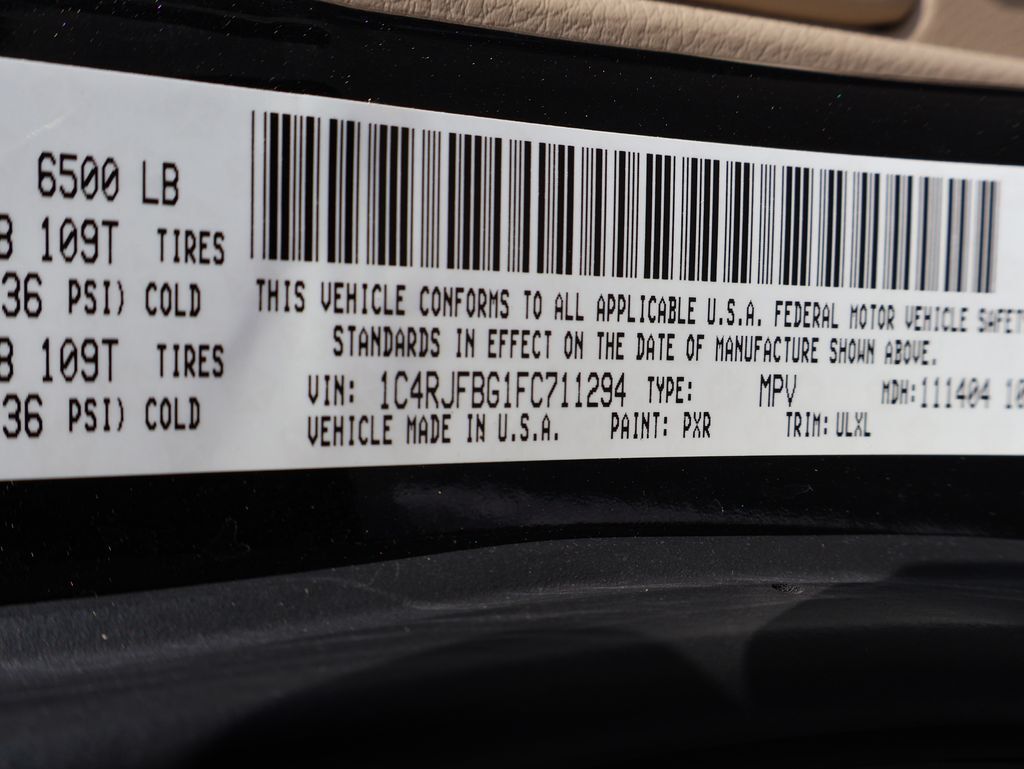 6500 LB
109T TIRES
36 PSI) COLD
109T TIRES
36 PSI) COLD
THIS VEHICLE CONFORMS TO ALL APPLICABLE U.S.A. FEDERAL MOTOR VEHICLE SAFET
STANDARDS IN EFFECT ON THE DATE OF MANUFACTURE SHOWN ABOVE.
VIN: 1C4RJFBG1FC711294 TYPE: MPV MDH:111404 10
VEHICLE MADE IN U.S.A. PAINT: PXR TRIM: ULXL